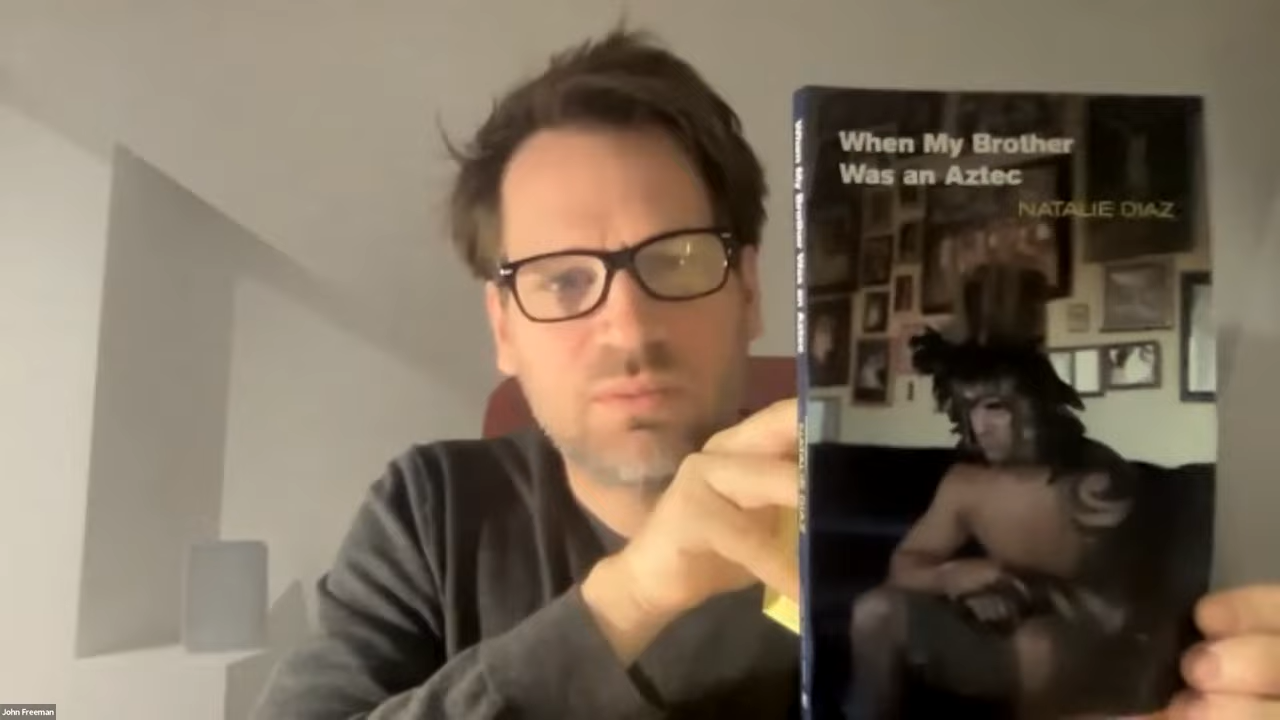 When My Brother
Was an Aztec
NATALIE DIAZ
When My Brother Was an Aztec
NATALIE DIAZ
John Freeman